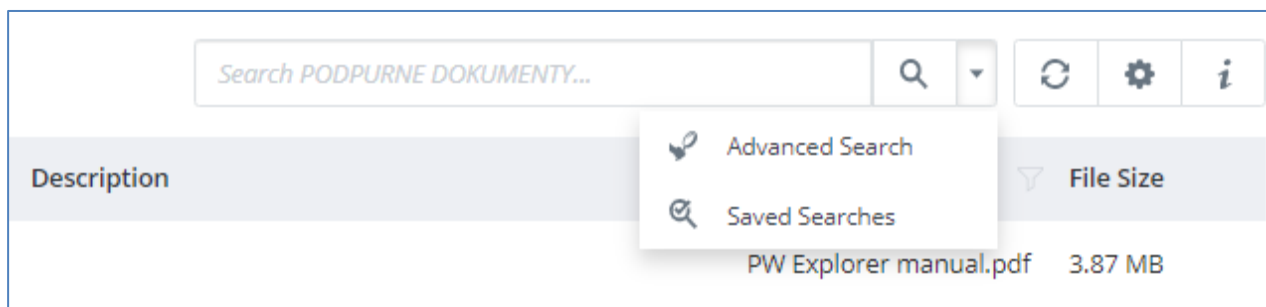 Search PODPURNE DOKUMENTY...
Advanced Search
Description
File Size
Saved Searches
PW Explorer manual.pdf 3.87 MB